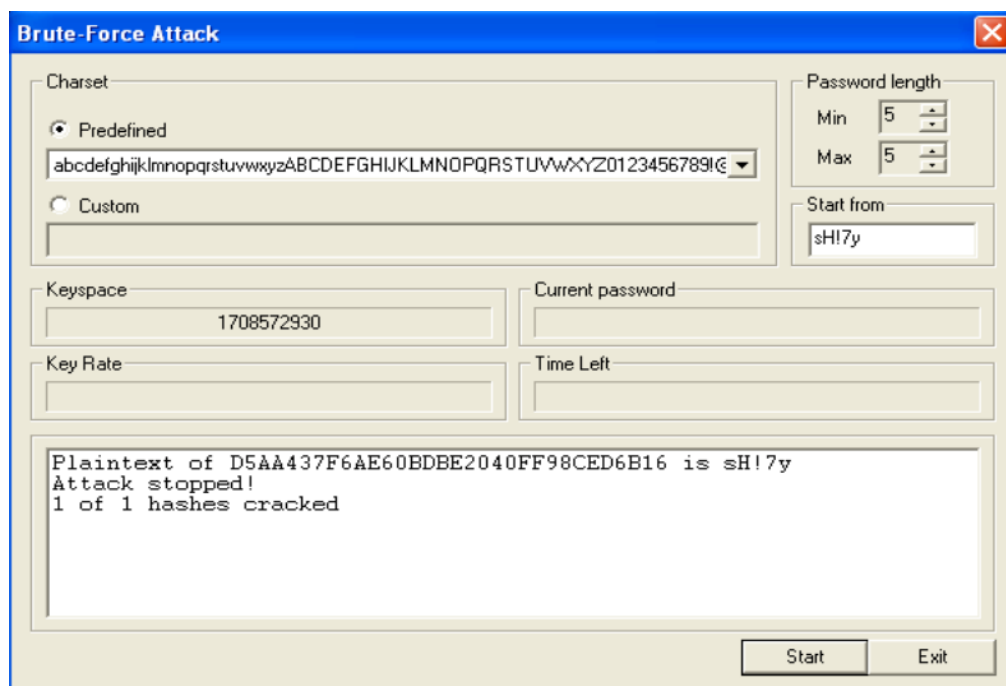 Brute-Force Attack
Charset
Predefined
abcdefghijklmnopqrstuvwxyzABCDEFGHIJKLMNOPQRSTUVWXYZ0123456789!@
Custom
Password length
Min 5
Max 5
Start from
sH!7y
Keyspace
1708572930
Current password
Key Rate
Time Left
Plaintext of D5AA437F6AE60BDBE2040FF98CED6B16 is sH!7y
Attack stopped!
1 of 1 hashes cracked
Start
Exit